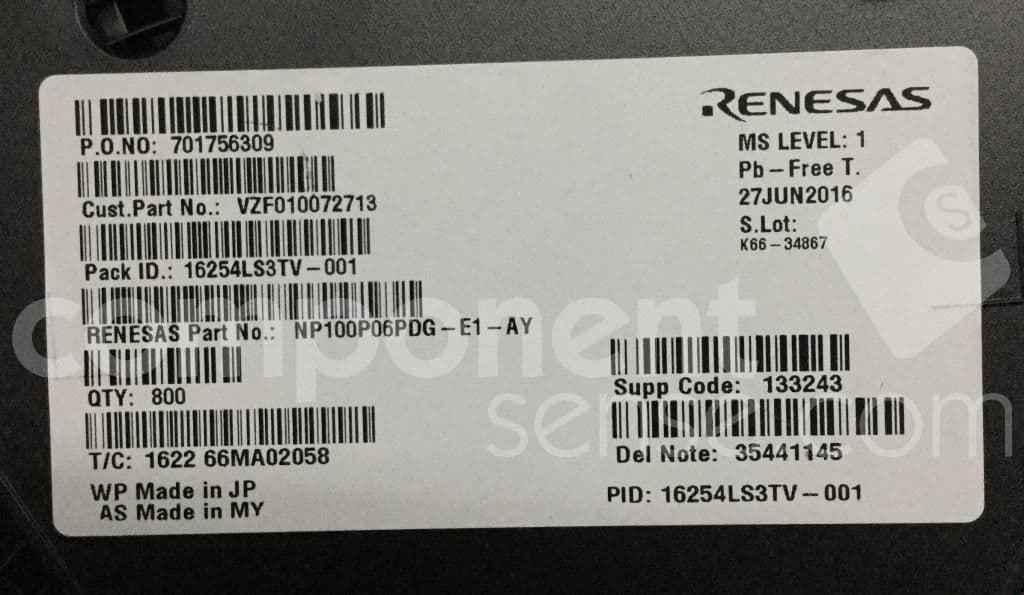 RENESAS
P.O.NO: 701756309
MS LEVEL: 1
Pb-Free T.
Cust.Part No.: VZF010072713
27JUN2016
S.Lot:
K66-34867
Pack ID.: 16254LS3TV-001
RENESAS Part No.: NP100P06PDG-E1-AY
QTY: 800
Supp Code: 133243
T/C: 1622 66MA02058
Del Note: 35441145
WP Made in JP
PID: 16254LS3TV-001
AS Made in MY
component
sense.com
CS